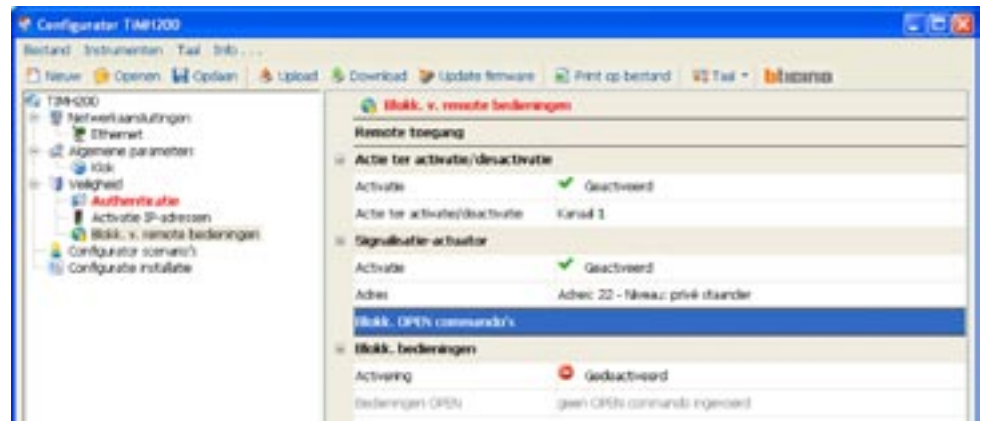 Configurater TiMH200
Bestand Instrumenten Taal Info . . .
Nieuw Openen Opslaan Upload Download Update firmware Print op bestand Taal bticino
TIMH200
Netwerkaansluitingen
Ethernet
Algemene parameters
Klok
Veiligheid
Authenticatie
Activatie IP-adressen
Blokk. v. remote bedieningen
Configurator scenario's
Configuratie installatie
Blokk. v. remote bedieningen
Remote toegang
Actie ter activatie/desactivatie
Activatie Geactiveerd
Actie ter activatie/deactivatie Kanaal 1
Signalisatie-actuator
Activatie Geactiveerd
Adres Adres: 22 - Niveau: privé staander
Blokk. OPEN commando's
Blokk. bedieningen
Activering Gedeactiveerd
Bedieningen OPEN geen OPEN commando ingevoerd